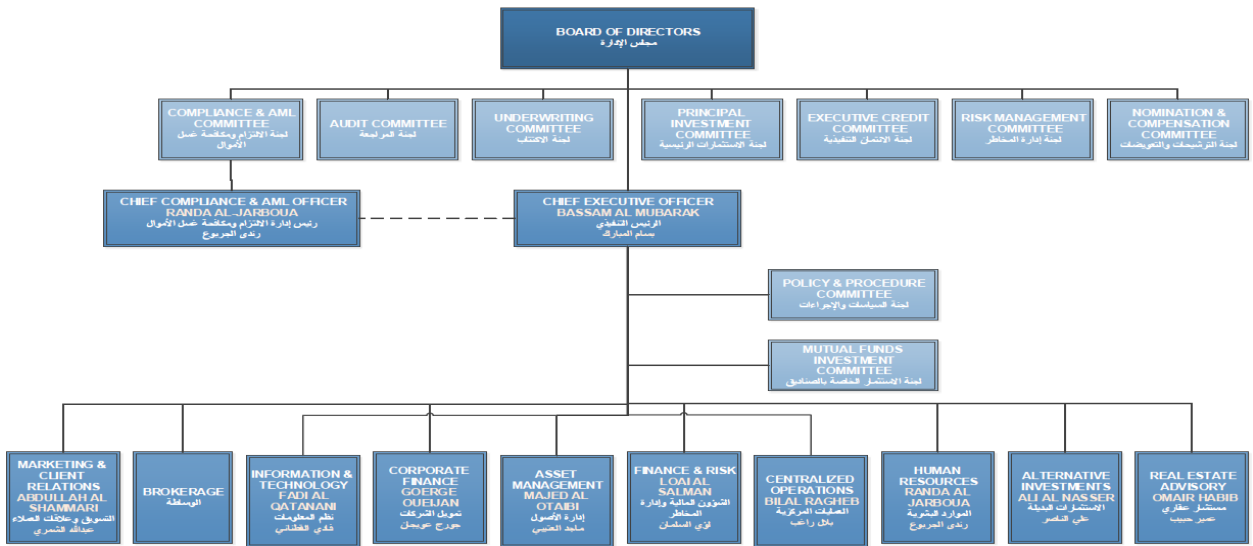 BOARD OF DIRECTORS
مجلس الإدارة
COMPLIANCE & AML
COMMITTEE
لجنة الالتزام ومكافحة غسل
الأموال
AUDIT COMMITTEE
لجنة المراجعة
UNDERWRITING
COMMITTEE
لجنة الاكتتاب
PRINCIPAL
INVESTMENT
COMMITTEE
لجنة الاستثمارات الرئيسية
EXECUTIVE CREDIT
COMMITTEE
لجنة الائتمان التنفيذية
RISK MANAGEMENT
COMMITTEE
لجنة إدارة المخاطر
NOMINATION &
COMPENSATION
COMMITTEE
لجنة الترشيحات والتعويضات
CHIEF COMPLIANCE & AML OFFICER
RANDA AL-JARBOUA
رئيس إدارة الالتزام ومكافحة غسل الأموال
رندى الجربوع
CHIEF EXECUTIVE OFFICER
BASSAM AL MUBARAK
الرئيس التنفيذي
بسام المبارك
POLICY & PROCEDURE
COMMITTEE
لجنة السياسات والإجراءات
MUTUAL FUNDS
INVESTMENT
COMMITTEE
لجنة الاستثمار الخاصة بالصناديق
MARKETING &
CLIENT
RELATIONS
ABDULLAH AL
SHAMMARI
التسويق وعلاقات العملاء
عبدالله الشمري
BROKERAGE
الوساطة
INFORMATION &
TECHNOLOGY
FADI AL
QATANANI
نظم المعلومات
فادي القطناني
CORPORATE
FINANCE
GOERGE
OUEIJAN
تمويل الشركات
جورج عويجان
ASSET
MANAGEMENT
MAJED AL
OTAIBI
إدارة الأصول
ماجد العتيبي
FINANCE & RISK
LOAI AL
SALMAN
الشؤون المالية وإدارة
المخاطر
لؤي السلمان
CENTRALIZED
OPERATIONS
BILAL RAGHEB
العمليات المركزية
بلال راغب
HUMAN
RESOURCES
RANDA AL
JARBOUA
الموارد البشرية
رندى الجربوع
ALTERNATIVE
INVESTMENTS
ALI AL NASSER
الاستثمارات البديلة
علي الناصر
REAL ESTATE
ADVISORY
OMAIR HABIB
مستشار عقاري
عمير حبيب